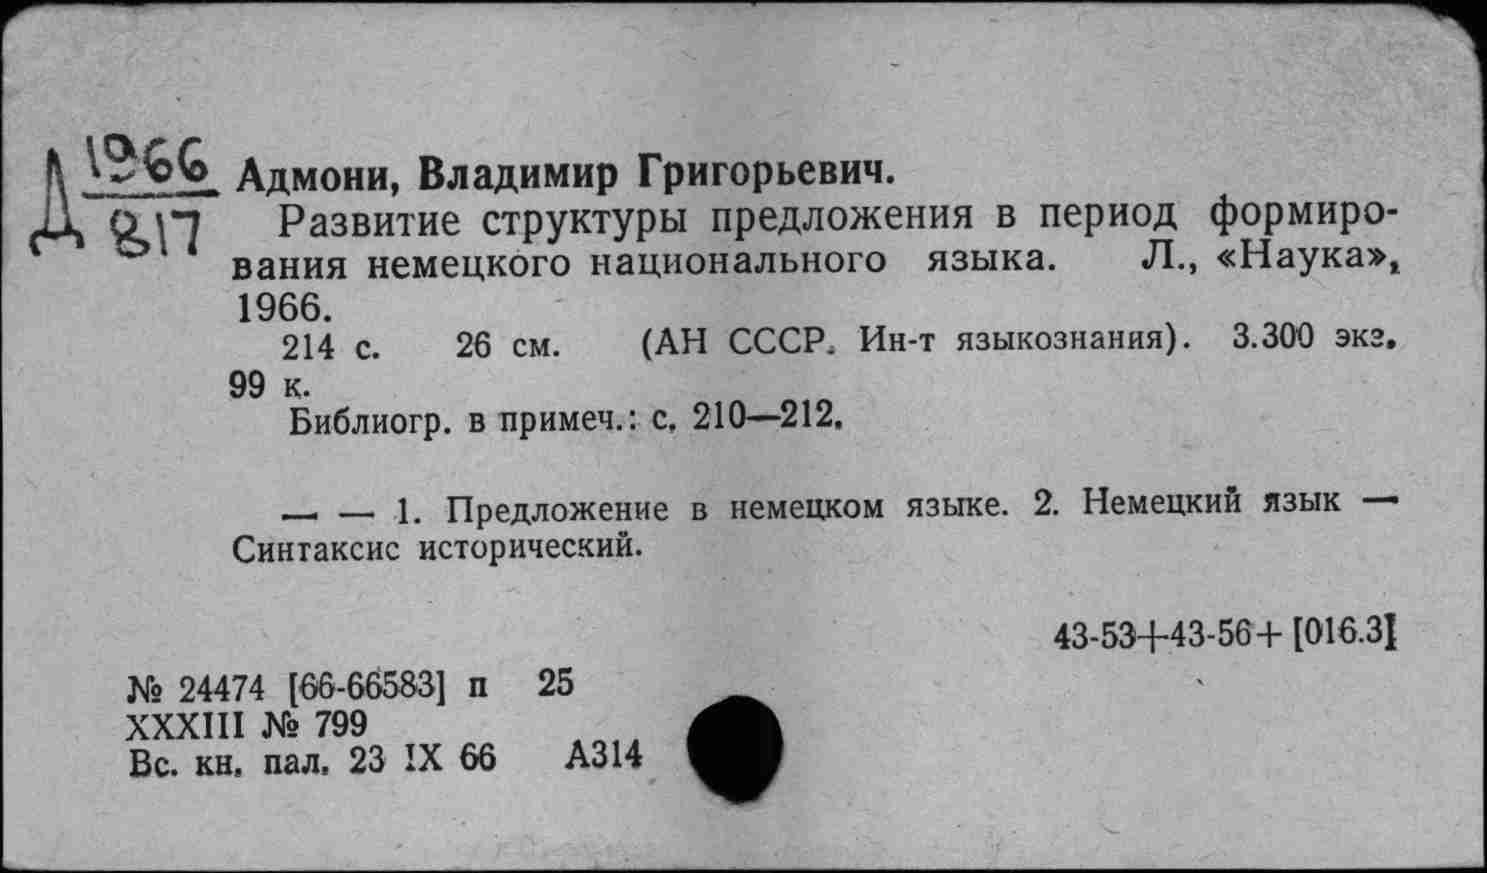 Д 1966
817
Адмони, Владимир Григорьевич.
Развитие структуры предложения в период формиро-
вания немецкого национального языка. Л., «Наука»,
1966.
214 с. 26 см. (АН СССР. Ин-т языкознания). 3.300 экз.
99 к.
Библиогр. в примеч.: с. 210—212.
— — 1. Предложение в немецком языке. 2. Немецкий язык —
Синтаксис исторический.
43-53+43-56+ [016.3]
№ 24474 [66-66583] п 25
XXXIII № 799
Вс. кн. пал. 23 IX 66 А314